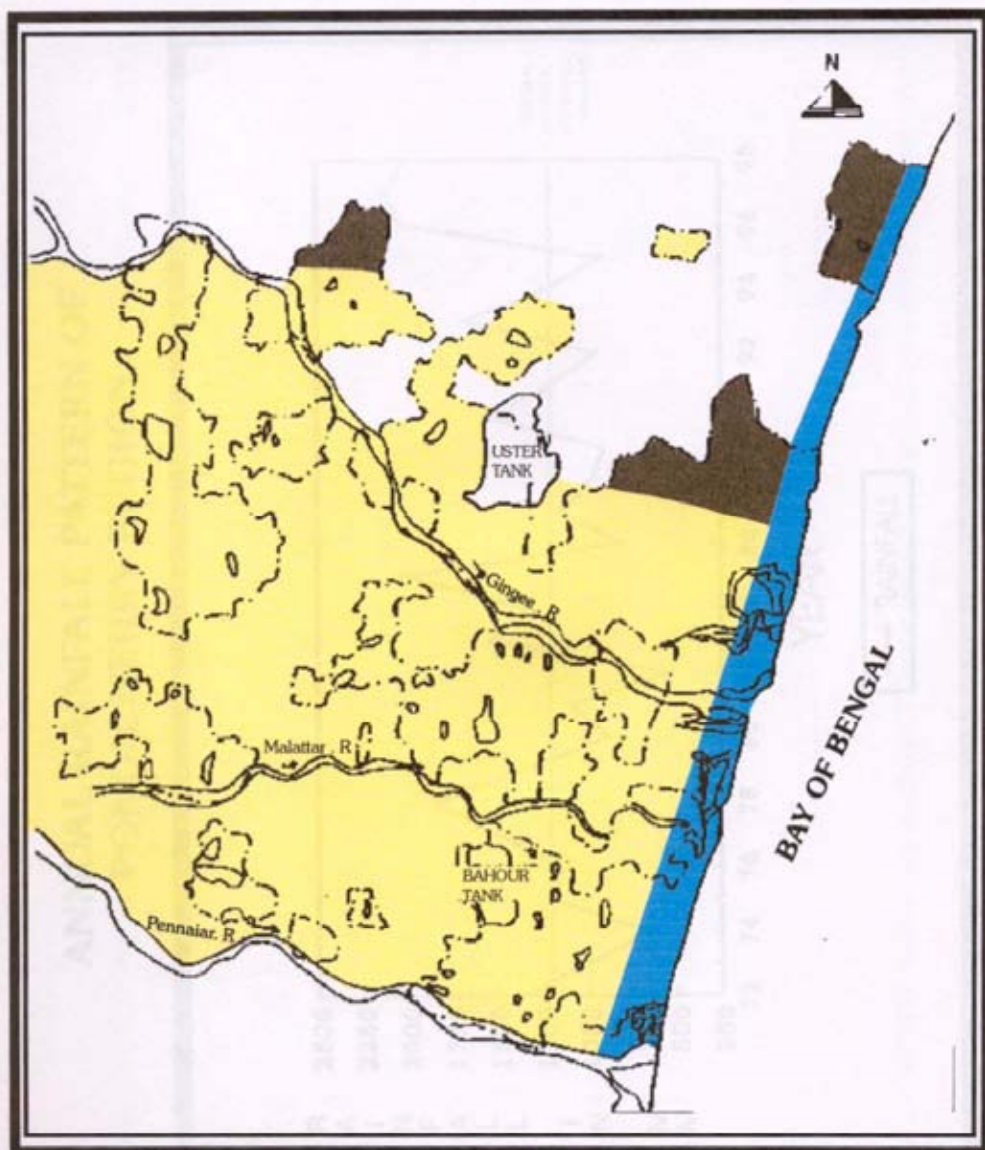 N
USTER
TANK
Gingee . R
Malattar . R
BAHOUR
TANK
Pennaiar. R
BAY OF BENGAL